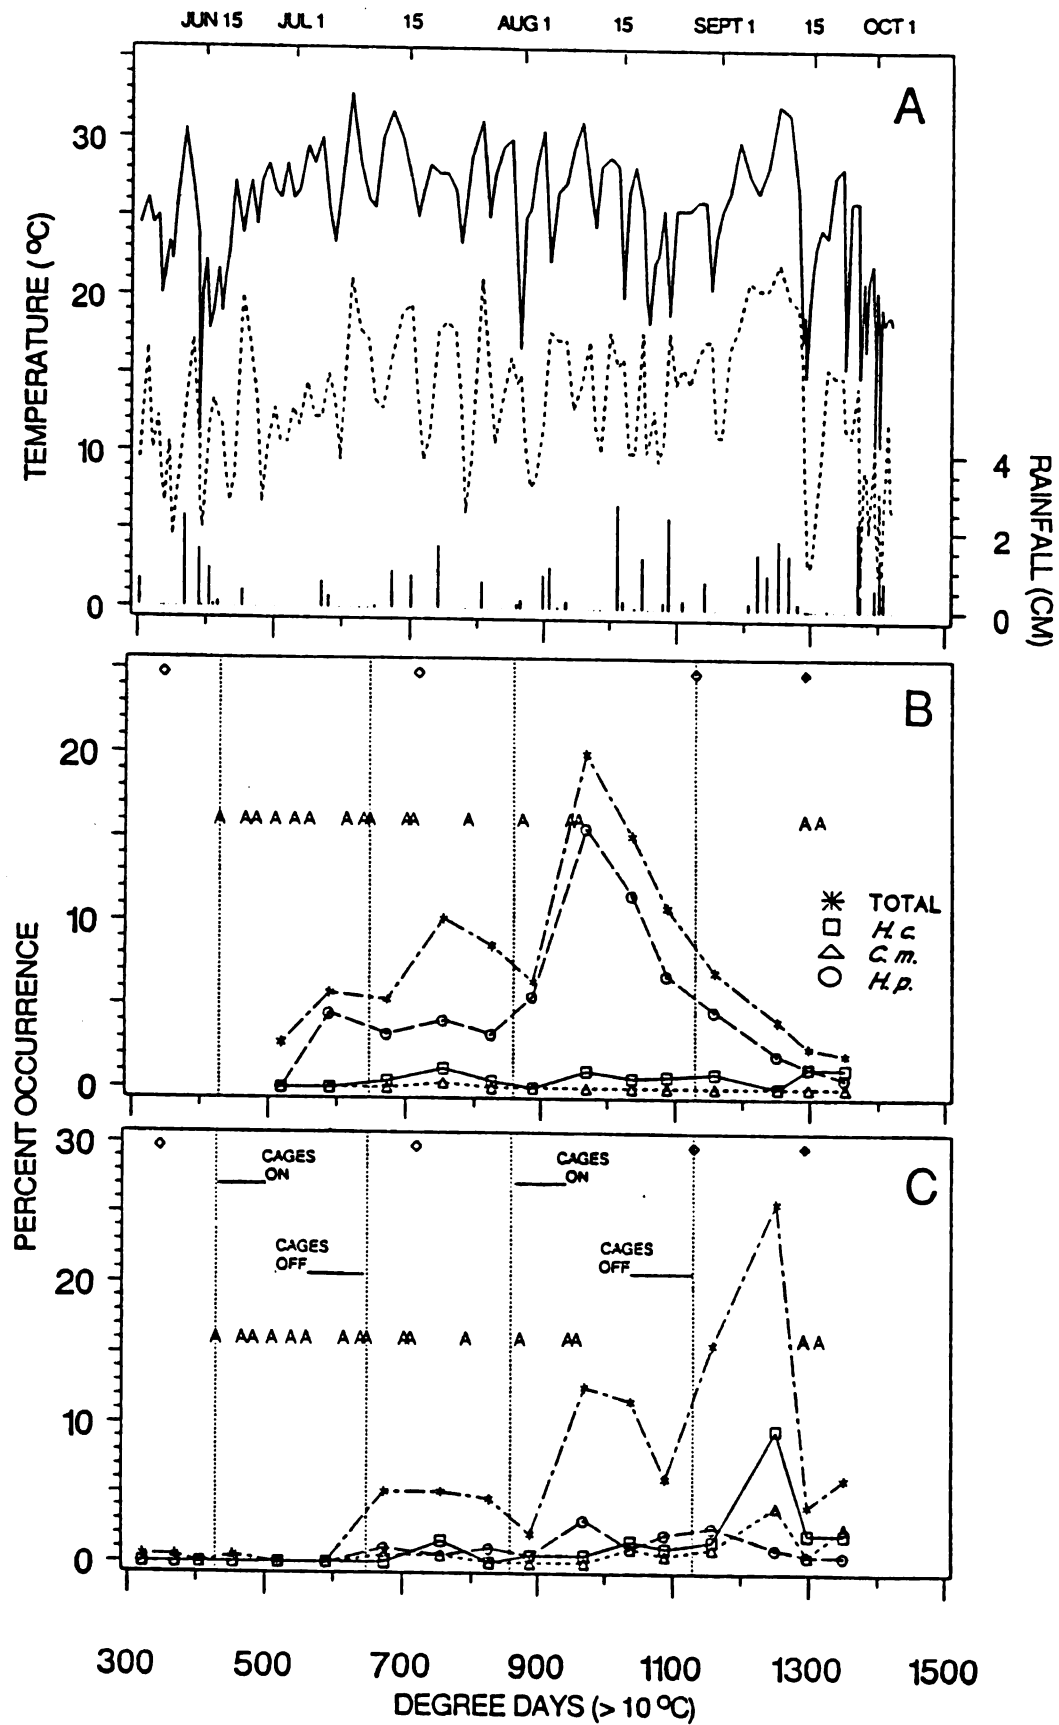 JUN 15 JUL 1 15 AUG 1 15 SEPT 1 15 OCT 1
A
30
20
10
0
TEMPERATURE (ºC)
4
2
0
RAINFALL (CM)
B
20
10
0
A AA A A A A AA AA A A AA AA
TOTAL
H. c.
C. m.
H. p.
PERCENT OCCURRENCE
C
30
20
10
0
CAGES
ON
CAGES
ON
CAGES
OFF
CAGES
OFF
A AA A A A A AA AA A A AA A A
300 500 700 900 1100 1300 1500
DEGREE DAYS (> 10 ºC)